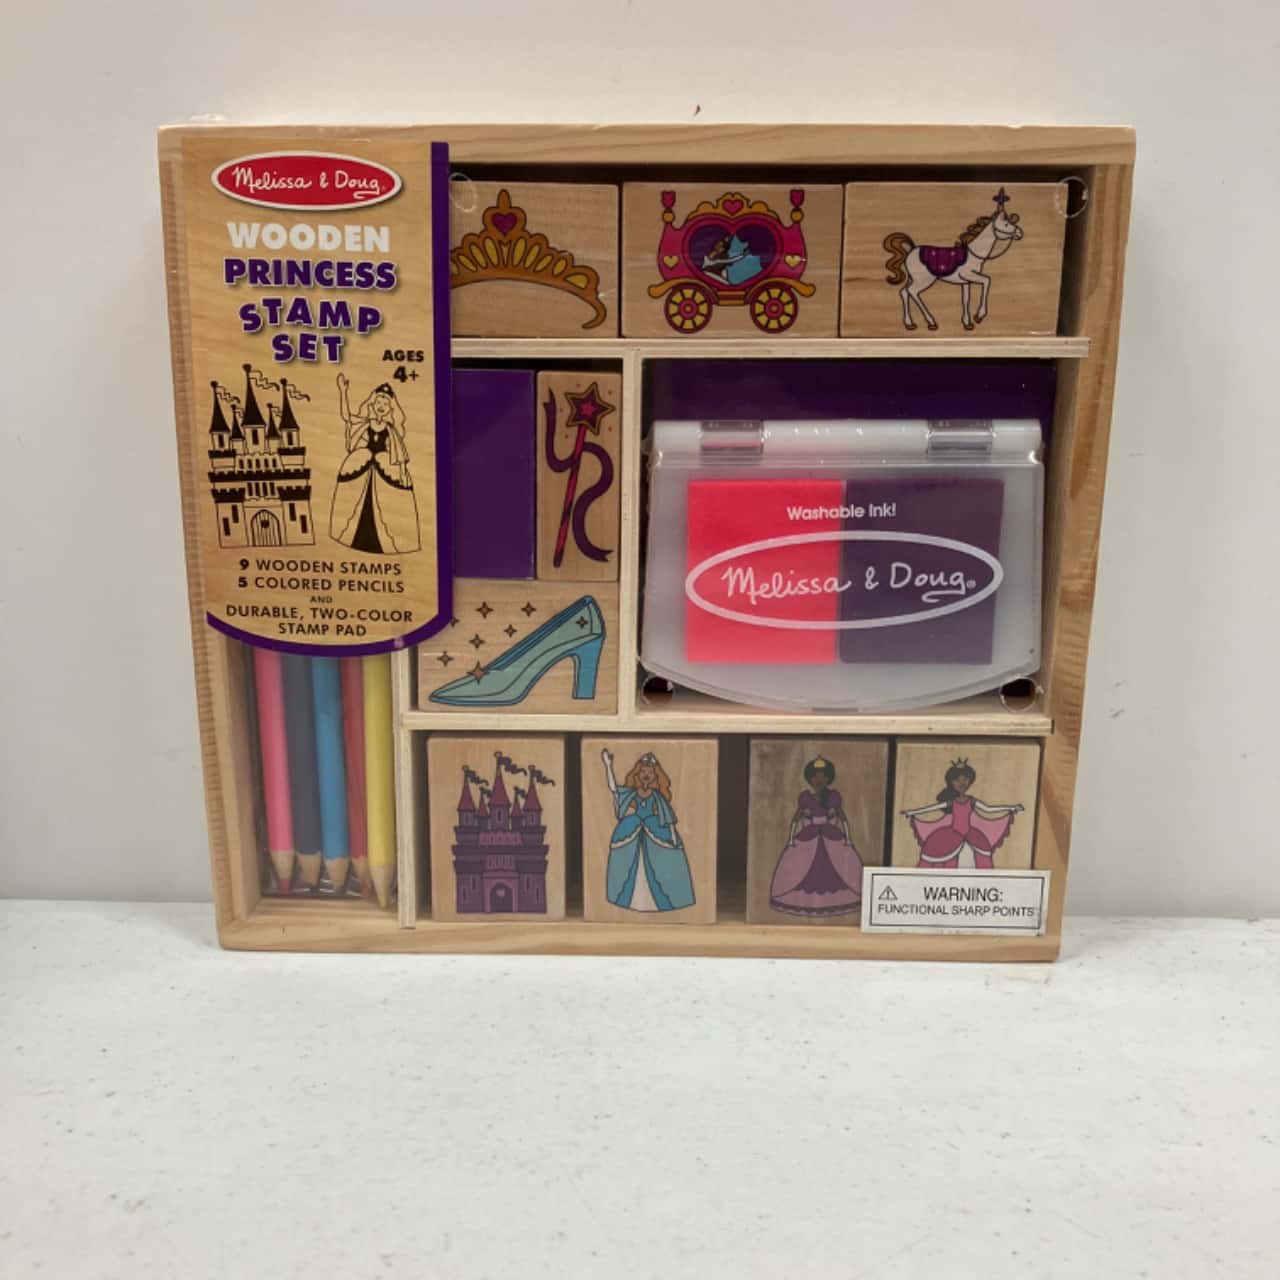 Melissa & Doug
WOODEN
PRINCESS
STAMP
SET
AGES
4+
9 WOODEN STAMPS
5 COLORED PENCILS
AND
DURABLE, TWO-COLOR
STAMP PAD
Washable Ink!
Melissa & Doug®
WARNING:
FUNCTIONAL SHARP POINTS